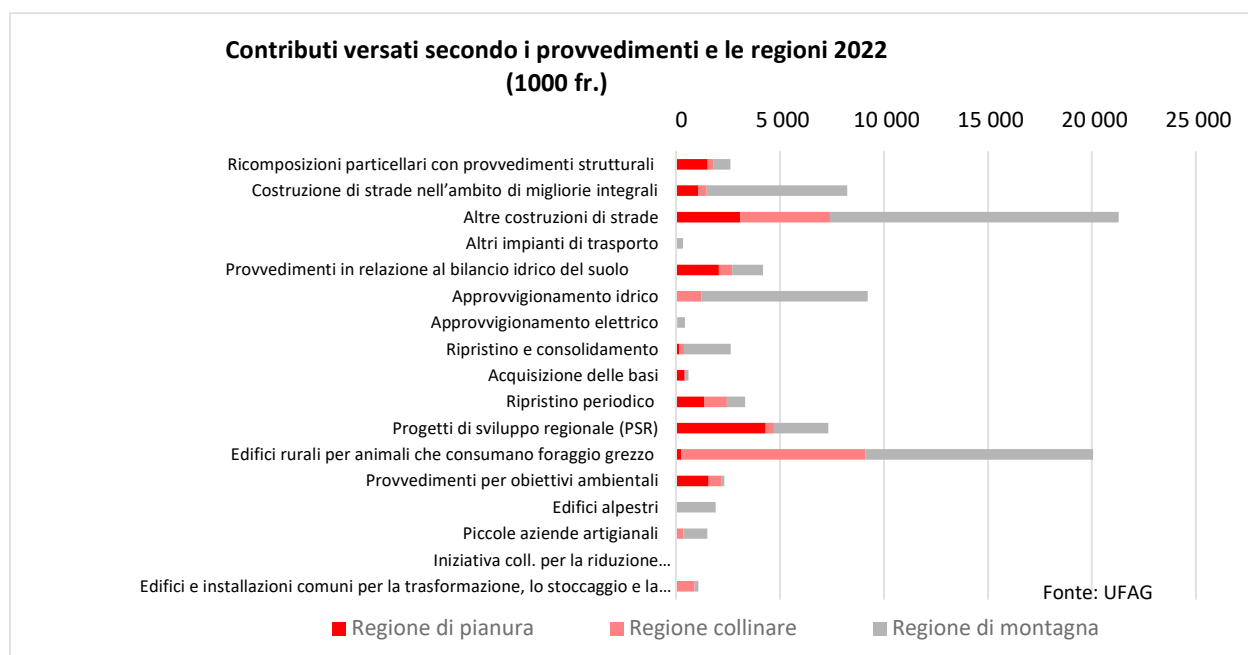 Contributi versati secondo i provvedimenti e le regioni 2022
(1000 fr.)
0 5 000 10 000 15 000 20 000 25 000
Ricomposizioni particellari con provvedimenti strutturali
Costruzione di strade nell'ambito di migliorie integrali
Altre costruzioni di strade
Altri impianti di trasporto
Provvedimenti in relazione al bilancio idrico del suolo
Approvvigionamento idrico
Approvvigionamento elettrico
Ripristino e consolidamento
Acquisizione delle basi
Ripristino periodico
Progetti di sviluppo regionale (PSR)
Edifici rurali per animali che consumano foraggio grezzo
Provvedimenti per obiettivi ambientali
Edifici alpestri
Piccole aziende artigianali
Iniziativa coll. per la riduzione...
Edifici e installazioni comuni per la trasformazione, lo stoccaggio e la...
Fonte: UFAG
Regione di pianura Regione collinare Regione di montagna